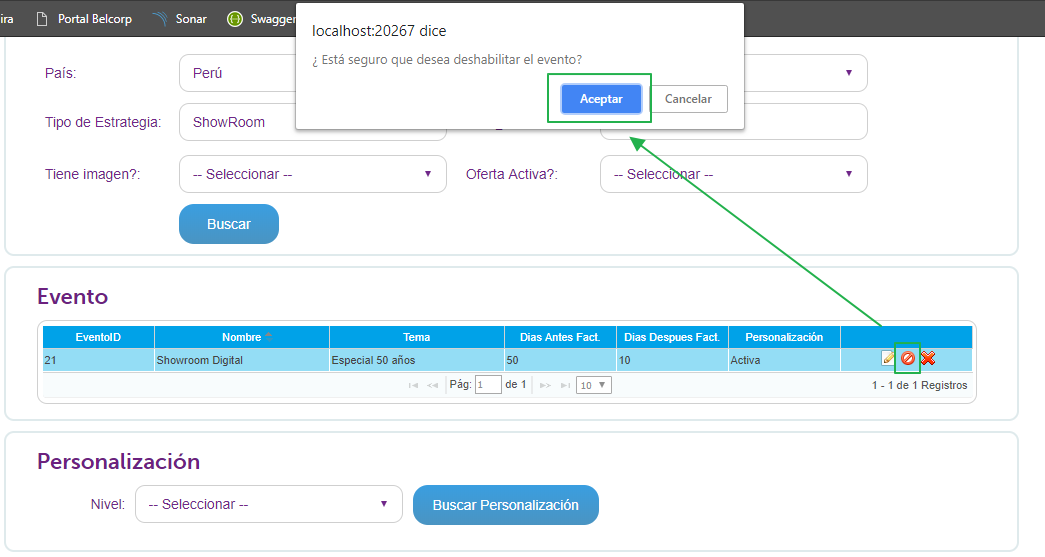 ira Portal Belcorp Sonar Swagger
localhost:20267 dice
¿ Está seguro que desea deshabilitar el evento?
Aceptar Cancelar
País: Perú
Tipo de Estrategia: ShowRoom
Tiene imagen?: -- Seleccionar -- Oferta Activa?: -- Seleccionar --
Buscar
Evento
EventoID Nombre Tema Dias Antes Fact. Dias Despues Fact. Personalización
21 Showroom Digital Especial 50 años 50 10 Activa
Pág: 1 de 1 10 1 - 1 de 1 Registros
Personalización
Nivel: -- Seleccionar -- Buscar Personalización